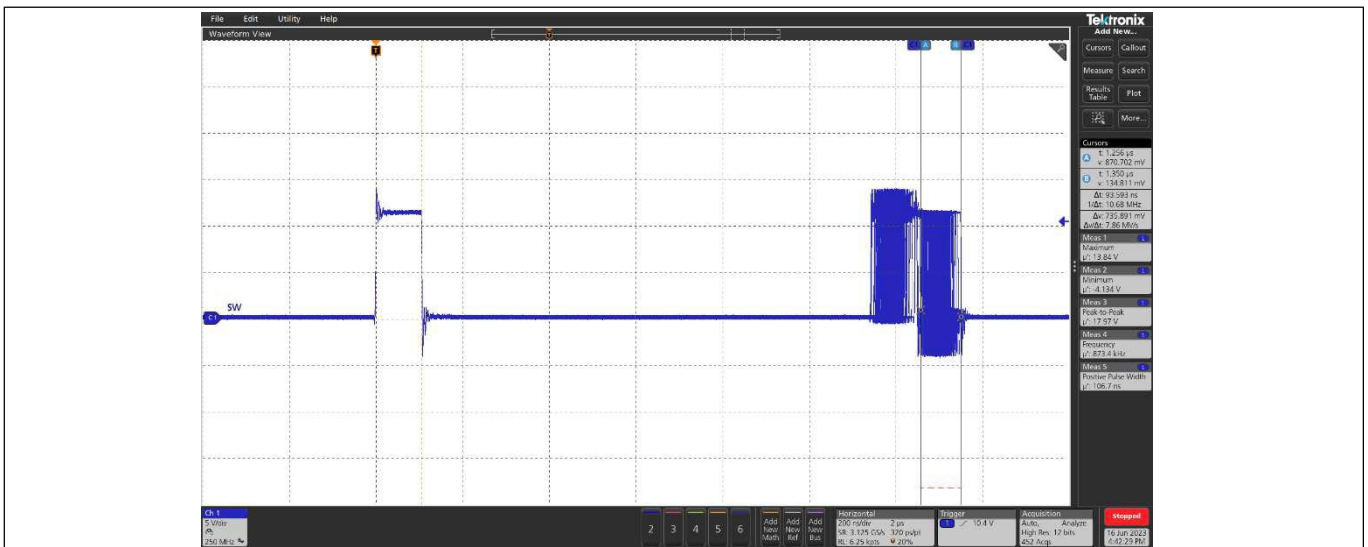 File Edit Utility Help
Tektronix
Waveform View
Add New...
Cursors Callout
Measure Search
Results Table Plot
More...
Cursors
A t: 1.256 µs
v: 870.702 mV
B t: 1.350 µs
v: 134.811 mV
Δt: 93.593 ns
1/Δt: 10.68 MHz
Δv: 735.891 mV
Δv/Δt: 7.86 MV/s
Meas 1 1
Maximum
µ': 13.84 V
Meas 2 1
Minimum
µ': -4.134 V
Meas 3 1
Peak-to-Peak
µ': 17.97 V
Meas 4 1
Frequency
µ': 873.4 kHz
Meas 5 1
Positive Pulse Width
µ': 106.7 ns
T
A B
SW
C1
Ch 1
5 V/div
250 MHz
2 3 4 5 6
Add New Math
Add New Ref
Add New Bus
Horizontal
200 ns/div 2 µs
SR: 3.125 GS/s 320 ps/pt
RL: 6.25 kpts 20%
Trigger
1 10.4 V
Acquisition
Auto, Analyze
High Res: 12 bits
452 Acqs
Stopped
16 Jun 2023
4:42:29 PM